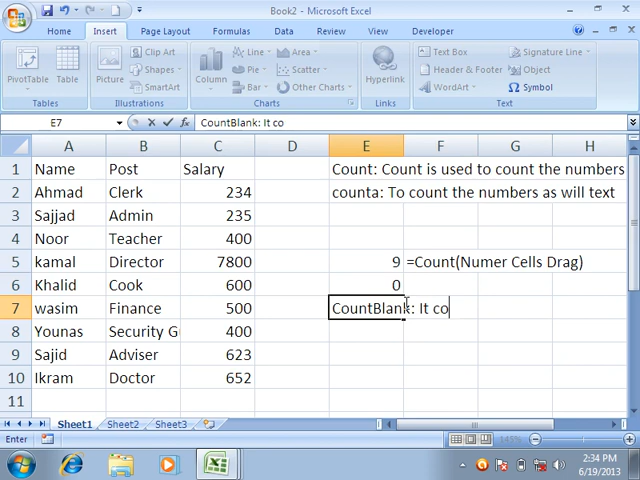 Book2 - Microsoft Excel
Home Insert Page Layout Formulas Data Review View
PivotTable Table Picture Clip Art Shapes SmartArt Column Line Pie Bar Area Scatter Other Charts Hyperlink Text Box Header & Footer WordArt Signature Line Object Symbol
Tables Illustrations Charts Links Text
E7 fx CountBlank: It co
A B C D E F G H
1 Name Post Salary Count: Count is used to count the numbers
2 Ahmad Clerk 234 counta: To count the numbers as will text
3 Sajjad Admin 235
4 Noor Teacher 400
5 kamal Director 7800 9 =Count(Numer Cells Drag)
6 Khalid Cook 600 0
7 wasim Finance 500 CountBlank: It co
8 Younas Security Gu 400
9 Sajid Adviser 623
10 Ikram Doctor 652
11
Sheet1 Sheet2 Sheet3
Enter 145%
2:34 PM
6/19/2013